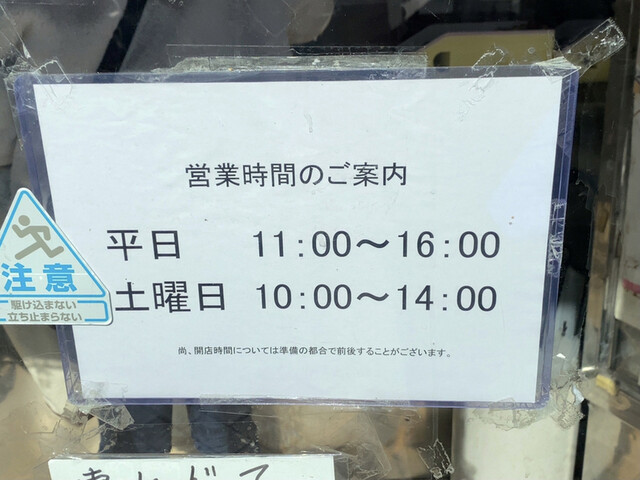 営業時間のご案内
平日 11:00～16:00
土曜日 10:00～14:00
尚、開店時間については準備の都合で前後することがございます。
注意
駆け込まない
立ち止まらない